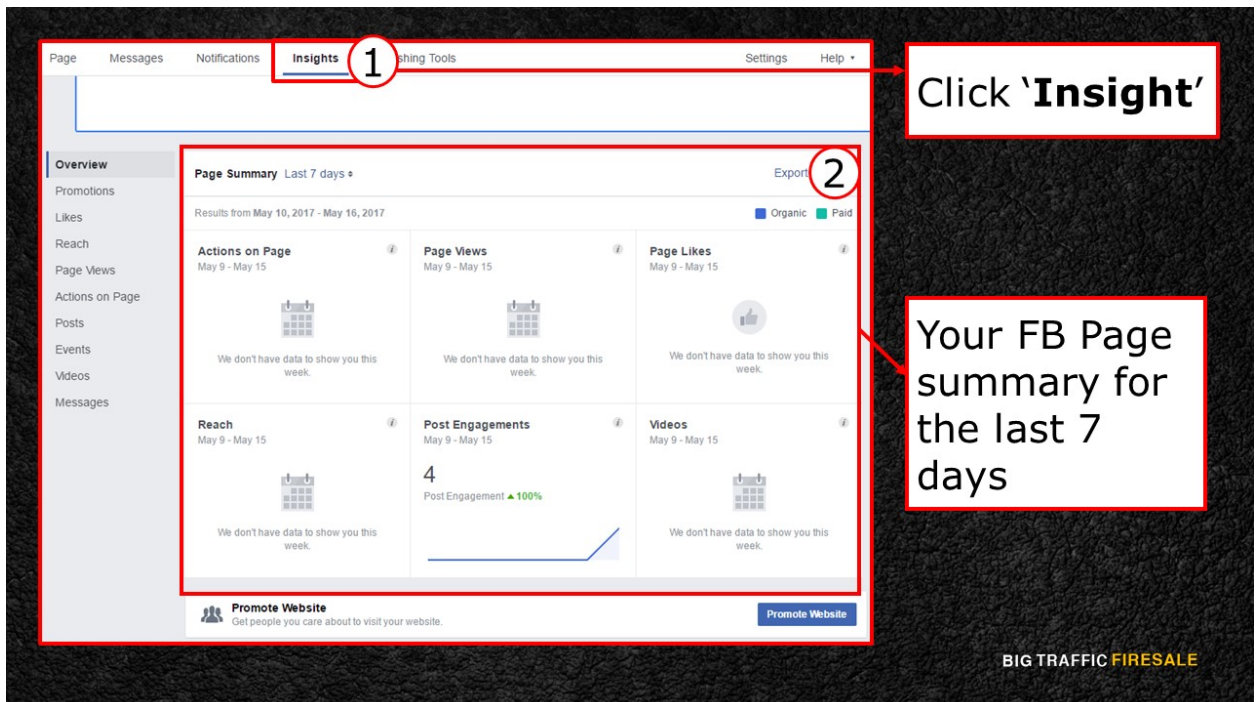 Page Messages Notifications Insights shing Tools Settings Help
1
Click ‘Insight’
Overview
Promotions
Likes
Reach
Page Views
Actions on Page
Posts
Events
Videos
Messages
Page Summary Last 7 days
Export
2
Results from May 10, 2017 - May 16, 2017
Organic Paid
Actions on Page
May 9 - May 15
We don't have data to show you this
week.
Page Views
May 9 - May 15
We don't have data to show you this
week.
Page Likes
May 9 - May 15
We don't have data to show you this
week.
Reach
May 9 - May 15
We don't have data to show you this
week.
Post Engagements
May 9 - May 15
4
Post Engagement ▲ 100%
Videos
May 9 - May 15
We don't have data to show you this
week.
Your FB Page
summary for
the last 7
days
Promote Website
Get people you care about to visit your website.
Promote Website
BIG TRAFFIC FIRESALE